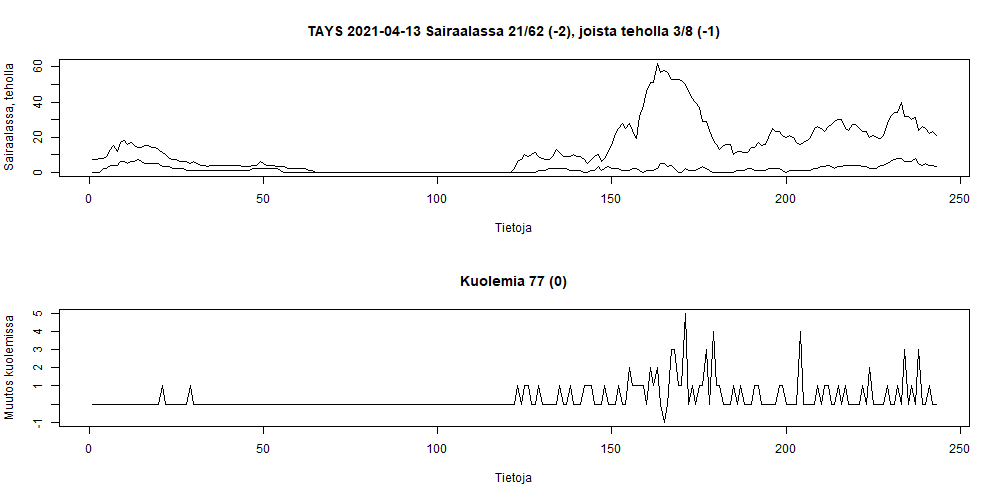 TAYS 2021-04-13 Sairaalassa 21/62 (-2), joista teholla 3/8 (-1)
Sairaalassa, teholla
60
40
20
0
0 50 100 150 200 250
Tietoja
Kuolemia 77 (0)
Muutos kuolemissa
5
4
3
2
1
-1
0 50 100 150 200 250
Tietoja